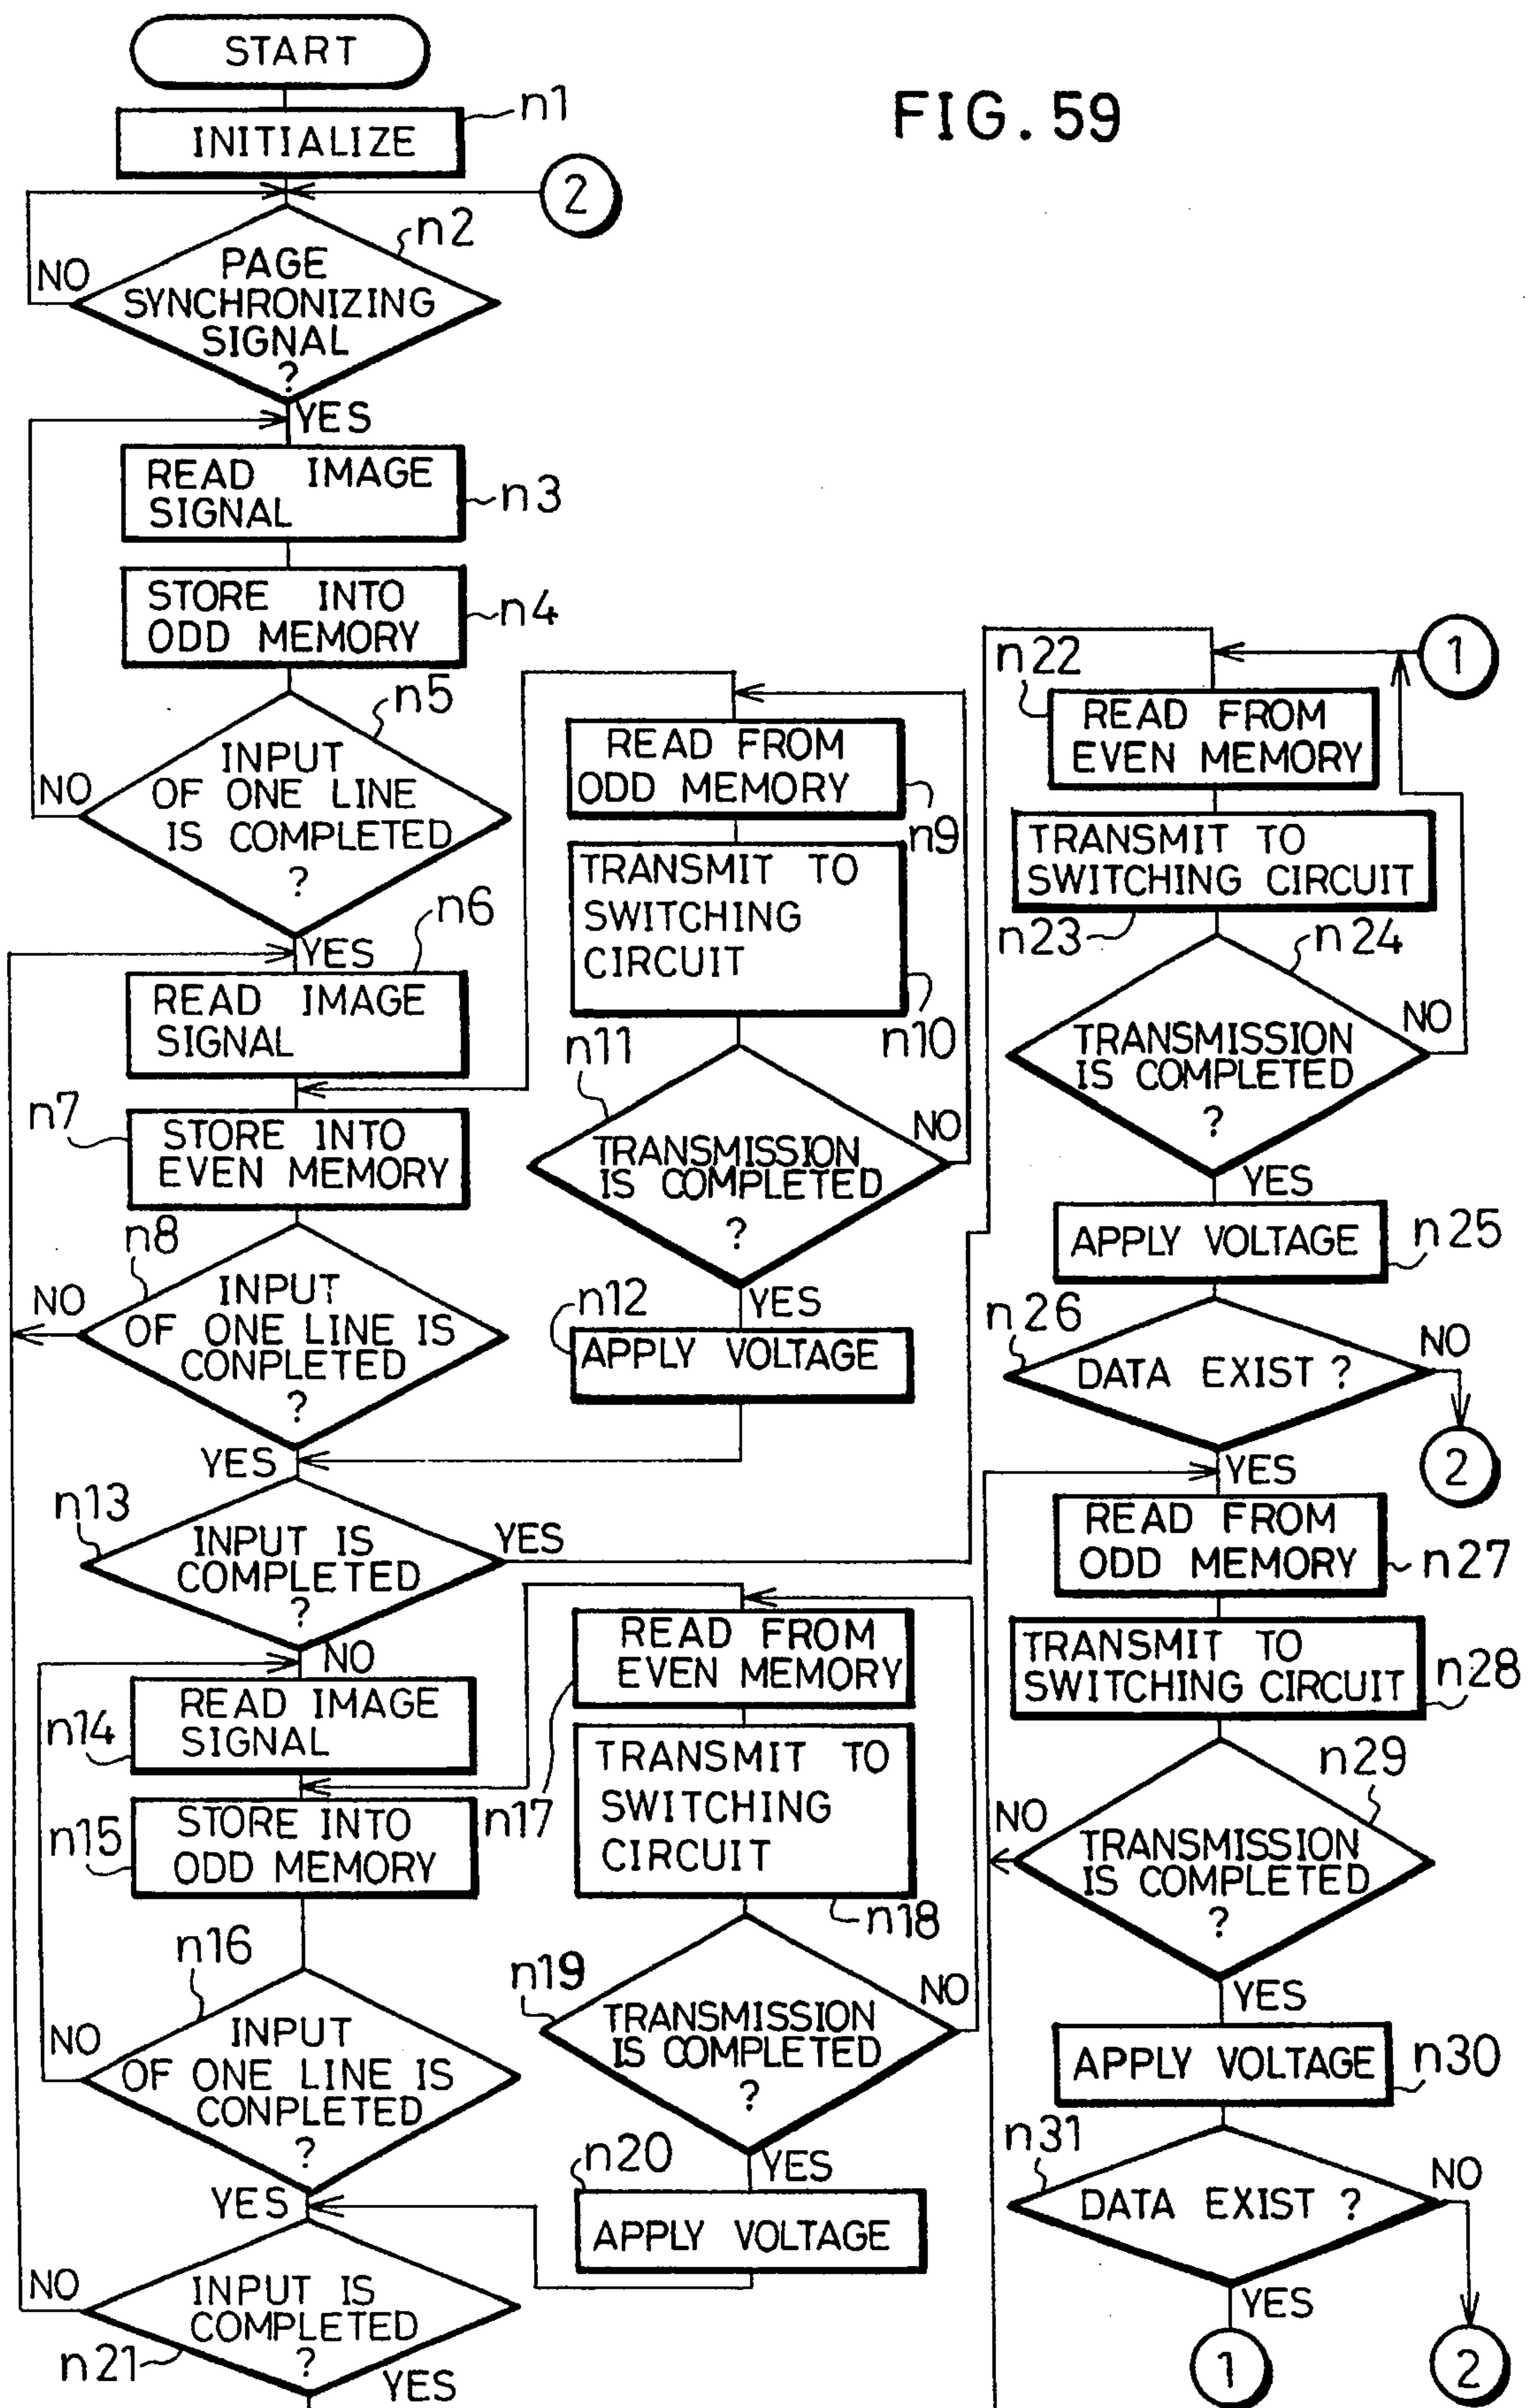 FIG. 59
START
INITIALIZE
n1
2
n2
NO
PAGE
SYNCHRONIZING
SIGNAL
?
YES
READ IMAGE
SIGNAL
n3
STORE INTO
ODD MEMORY
n4
n5
NO
INPUT
OF ONE LINE
IS COMPLETED
?
YES
n6
READ IMAGE
SIGNAL
n7
STORE INTO
EVEN MEMORY
n8
NO
INPUT
OF ONE LINE IS
CONPLETED
?
YES
READ FROM
ODD MEMORY
n9
TRANSMIT TO
SWITCHING
CIRCUIT
n10
n11
TRANSMISSION
IS COMPLETED
?
NO
YES
n12
APPLY VOLTAGE
n13
INPUT IS
COMPLETED
?
YES
NO
n14
READ IMAGE
SIGNAL
n15
STORE INTO
ODD MEMORY
n16
NO
INPUT
OF ONE LINE IS
CONPLETED
?
YES
READ FROM
EVEN MEMORY
n17
TRANSMIT TO
SWITCHING
CIRCUIT
n18
n19
TRANSMISSION
IS COMPLETED
?
NO
YES
n20
APPLY VOLTAGE
NO
INPUT IS
COMPLETED
?
n21
YES
1
n22
READ FROM
EVEN MEMORY
TRANSMIT TO
SWITCHING CIRCUIT
n23
n24
TRANSMISSION
IS COMPLETED
?
NO
YES
APPLY VOLTAGE
n25
n26
DATA EXIST ?
NO
2
YES
READ FROM
ODD MEMORY
n27
TRANSMIT TO
SWITCHING CIRCUIT
n28
n29
NO
TRANSMISSION
IS COMPLETED
?
YES
APPLY VOLTAGE
n30
n31
DATA EXIST ?
NO
YES
1
2